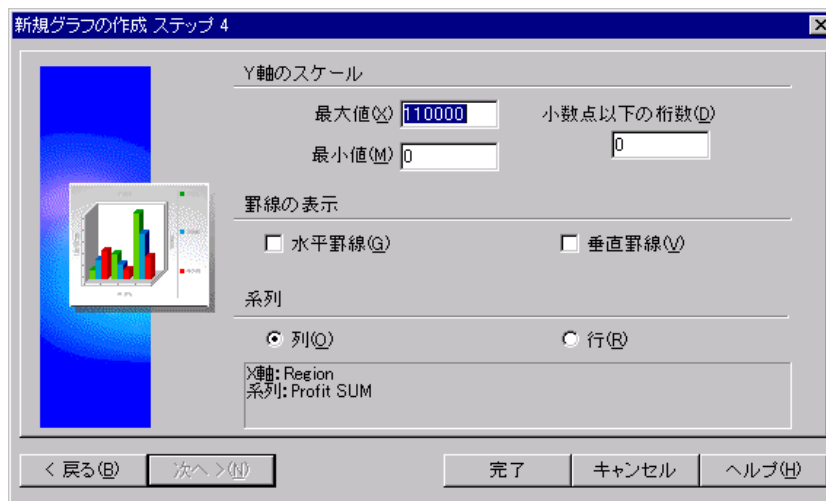 新規グラフの作成 ステップ 4
Y軸のスケール
最大値(X) 110000 小数点以下の桁数(D)
最小値(M) 0 0
罫線の表示
水平罫線(G) 垂直罫線(V)
系列
列(O) 行(R)
X軸: Region
系列: Profit SUM
< 戻る(B) 次へ >(N) 完了 キャンセル ヘルプ(H)